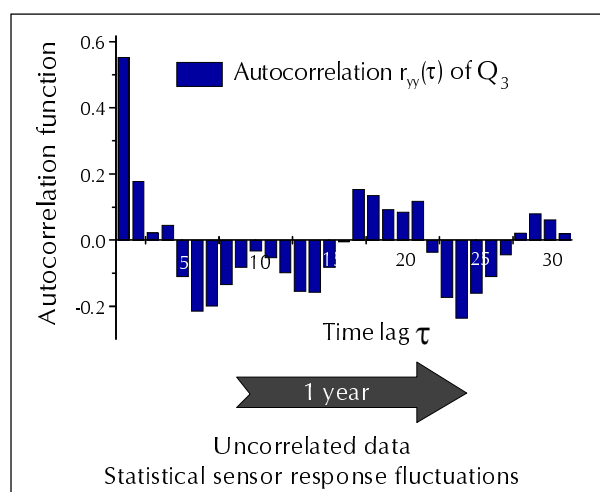 0.6
Autocorrelation r_yy(τ) of Q_3
0.4
0.2
0.0
-0.2
Autocorrelation function
5
10
15
20
25
30
Time lag τ
1 year
Uncorrelated data
Statistical sensor response fluctuations